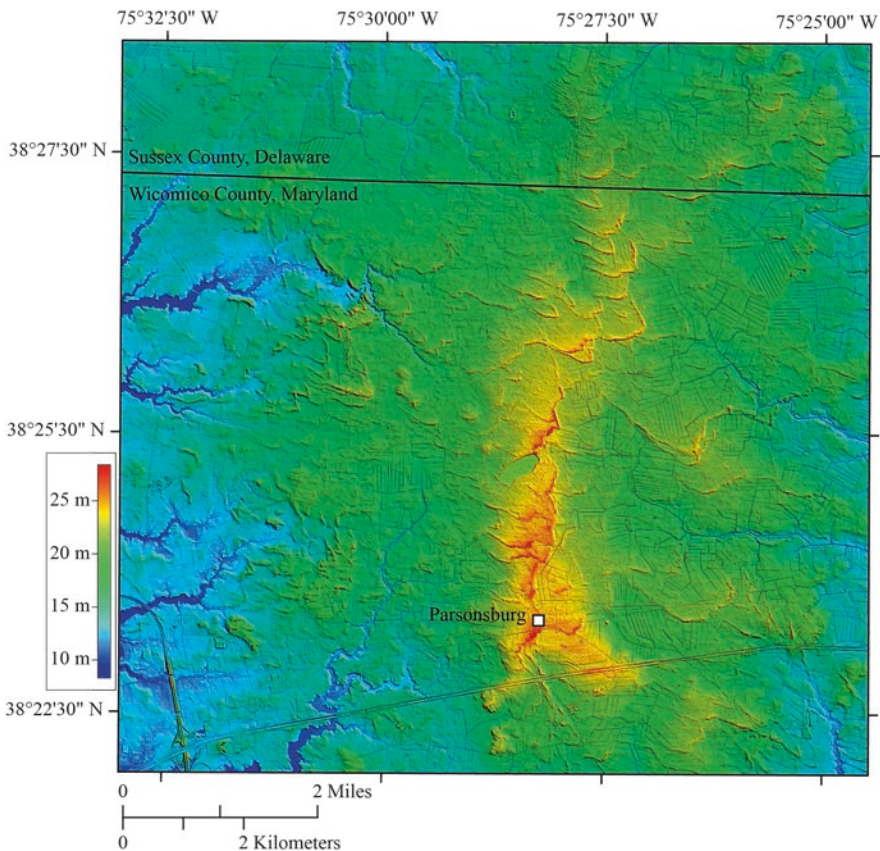 75°32'30" W
75°30'00" W
75°27'30" W
75°25'00" W
38°27'30" N
Sussex County, Delaware
Wicomico County, Maryland
38°25'30" N
25 m
20 m
15 m
10 m
Parsonsburg
38°22'30" N
0
2 Miles
0
2 Kilometers